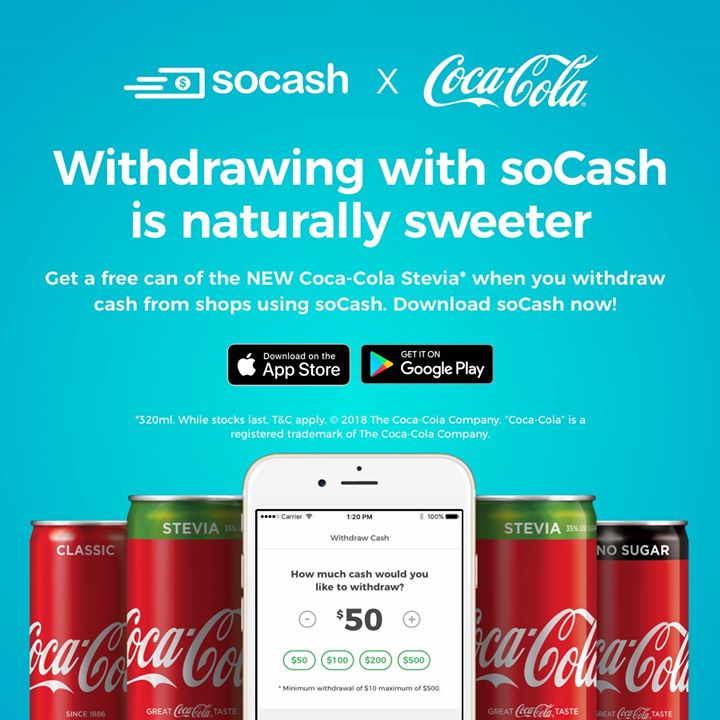 socash X Coca-Cola
Withdrawing with soCash
is naturally sweeter
Get a free can of the NEW Coca-Cola Stevia* when you withdraw
cash from shops using soCash. Download soCash now!
Download on the
App Store
GET IT ON
Google Play
*320ml. While stocks last, T&C apply. © 2018 The Coca-Cola Company. "Coca-Cola" is a
registered trademark of The Coca-Cola Company.
Carrier 1:20 PM 100%
Withdraw Cash
How much cash would you
like to withdraw?
- $50 +
$50 $100 $200 $500
* Minimum withdrawal of $10 maximum of $500.
CLASSIC
Coca-Cola
SINCE 1886
STEVIA 35%
Coca-Cola
GREAT Coca-Cola TASTE
STEVIA 35% LESS
Coca-Cola
GREAT Coca-Cola TASTE
NO SUGAR
Coca-Cola
GREAT Coca-Cola TASTE